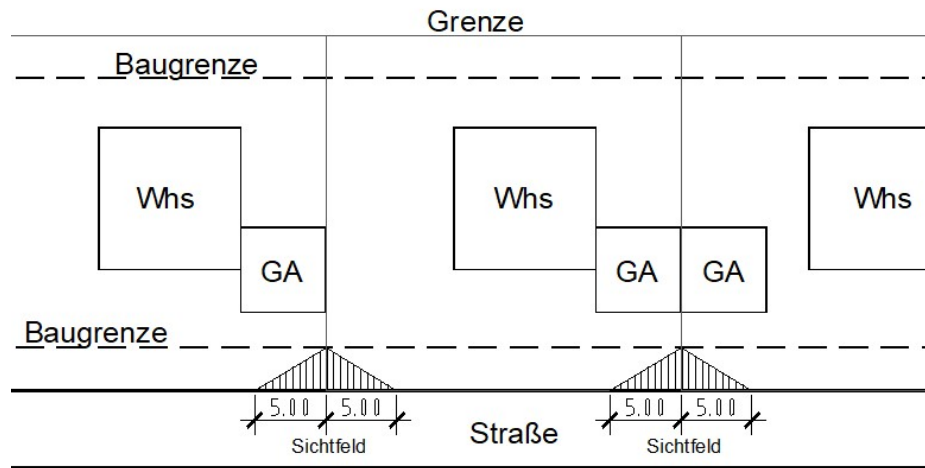 Grenze
Baugrenze
Whs Whs Whs
GA GA GA
Baugrenze
5.00 5.00 5.00 5.00
Sichtfeld Straße Sichtfeld